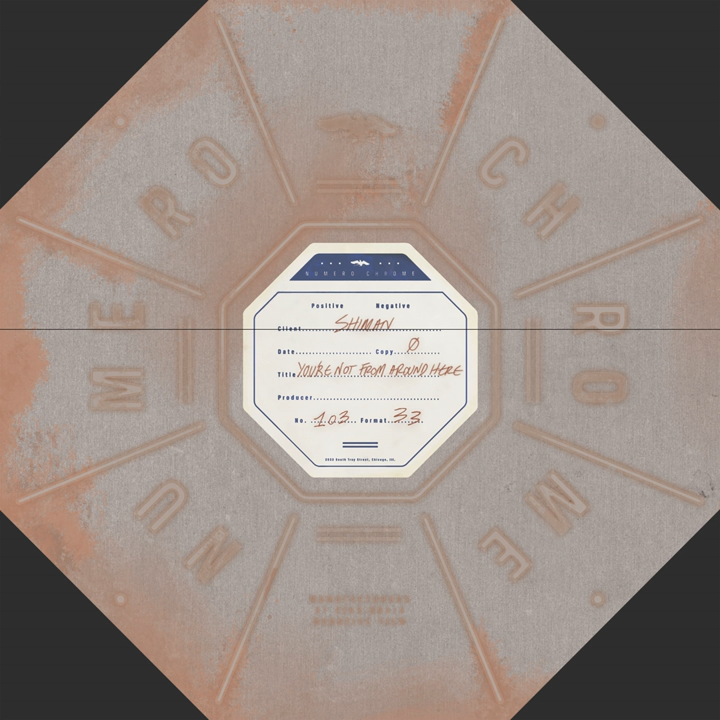 NUMERO CHROME
NUMERO CHROME
Positive Negative
Client SHIMAN
Date Copy Ø
Title YOU'RE NOT FROM AROUND HERE
Producer
No. 103 Format 33